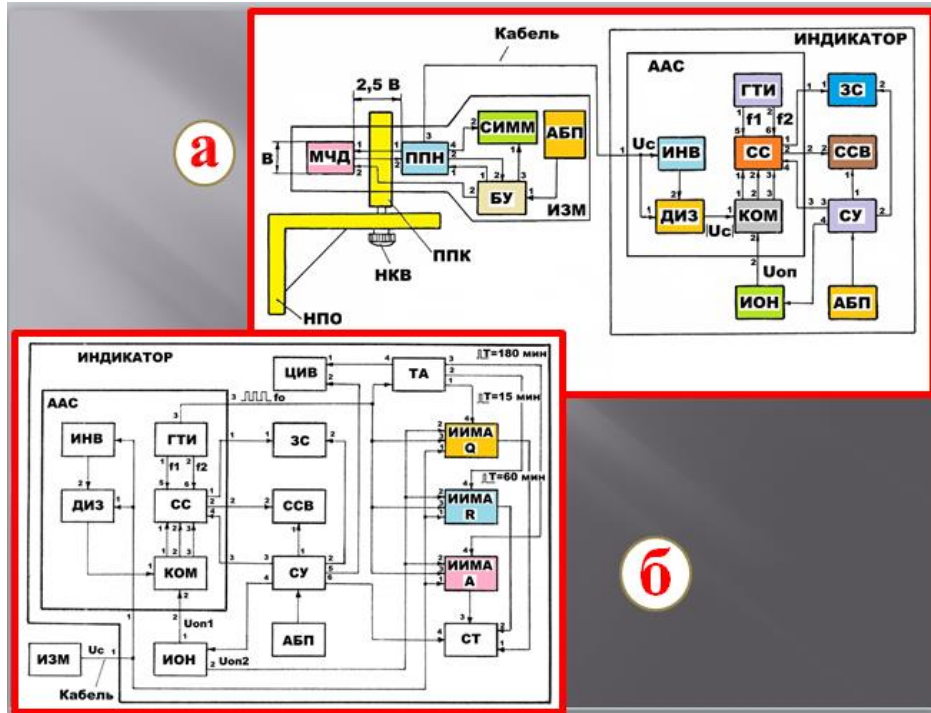 а
Кабель
ИНДИКАТОР
ААС
2,5 В
В
МЧД
ППН
СИММ
АБП
БУ
ИЗМ
ППК
НКВ
НПО
Uc
ИНВ
ДИЗ
|Uc|
ГТИ
f1 f2
СС
КОМ
Uоп
ИОН
ЗС
ССВ
СУ
АБП
ИНДИКАТОР
ААС
ИНВ
ДИЗ
ГТИ
f1 f2
СС
КОМ
Uоп1
ИЗМ
Uc
Кабель
ИОН
Uоп2
ЦИВ
fо
ЗС
ССВ
СУ
АБП
ТА
T=180 мин
T=15 мин
ИИМА
Q
T=60 мин
ИИМА
R
ИИМА
А
СТ
б